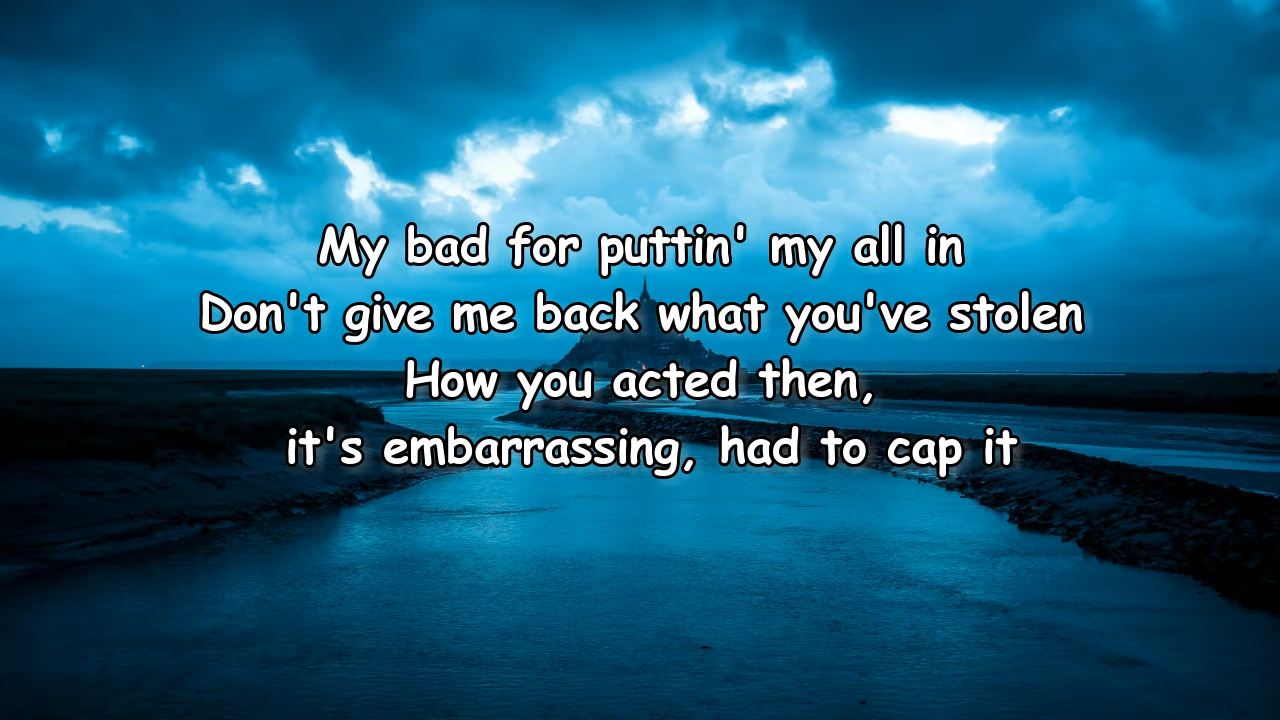 My bad for puttin' my all in
Don't give me back what you've stolen
How you acted then,
it's embarrassing, had to cap it